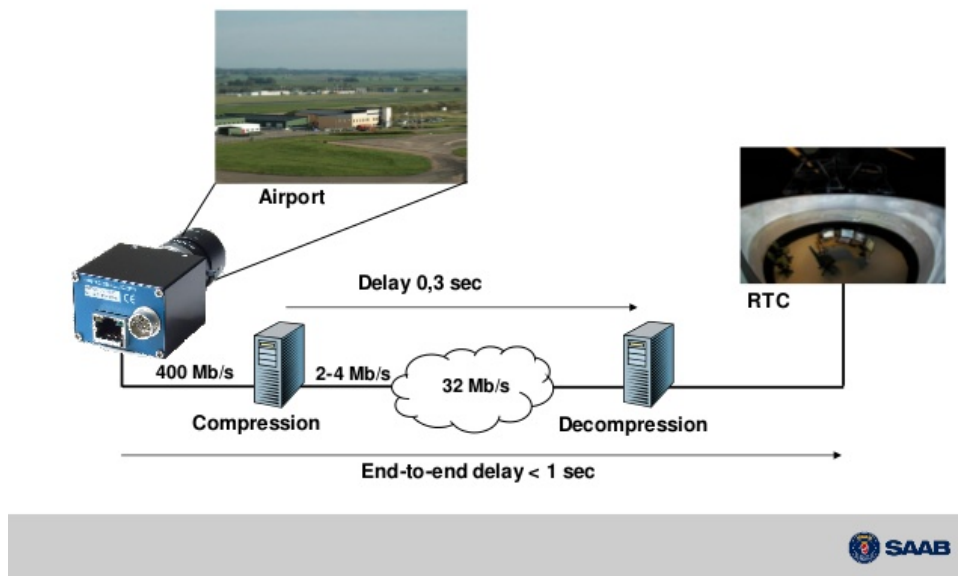 Airport
Delay 0,3 sec
RTC
CE
400 Mb/s
2-4 Mb/s
32 Mb/s
Compression
Decompression
End-to-end delay < 1 sec
SAAB